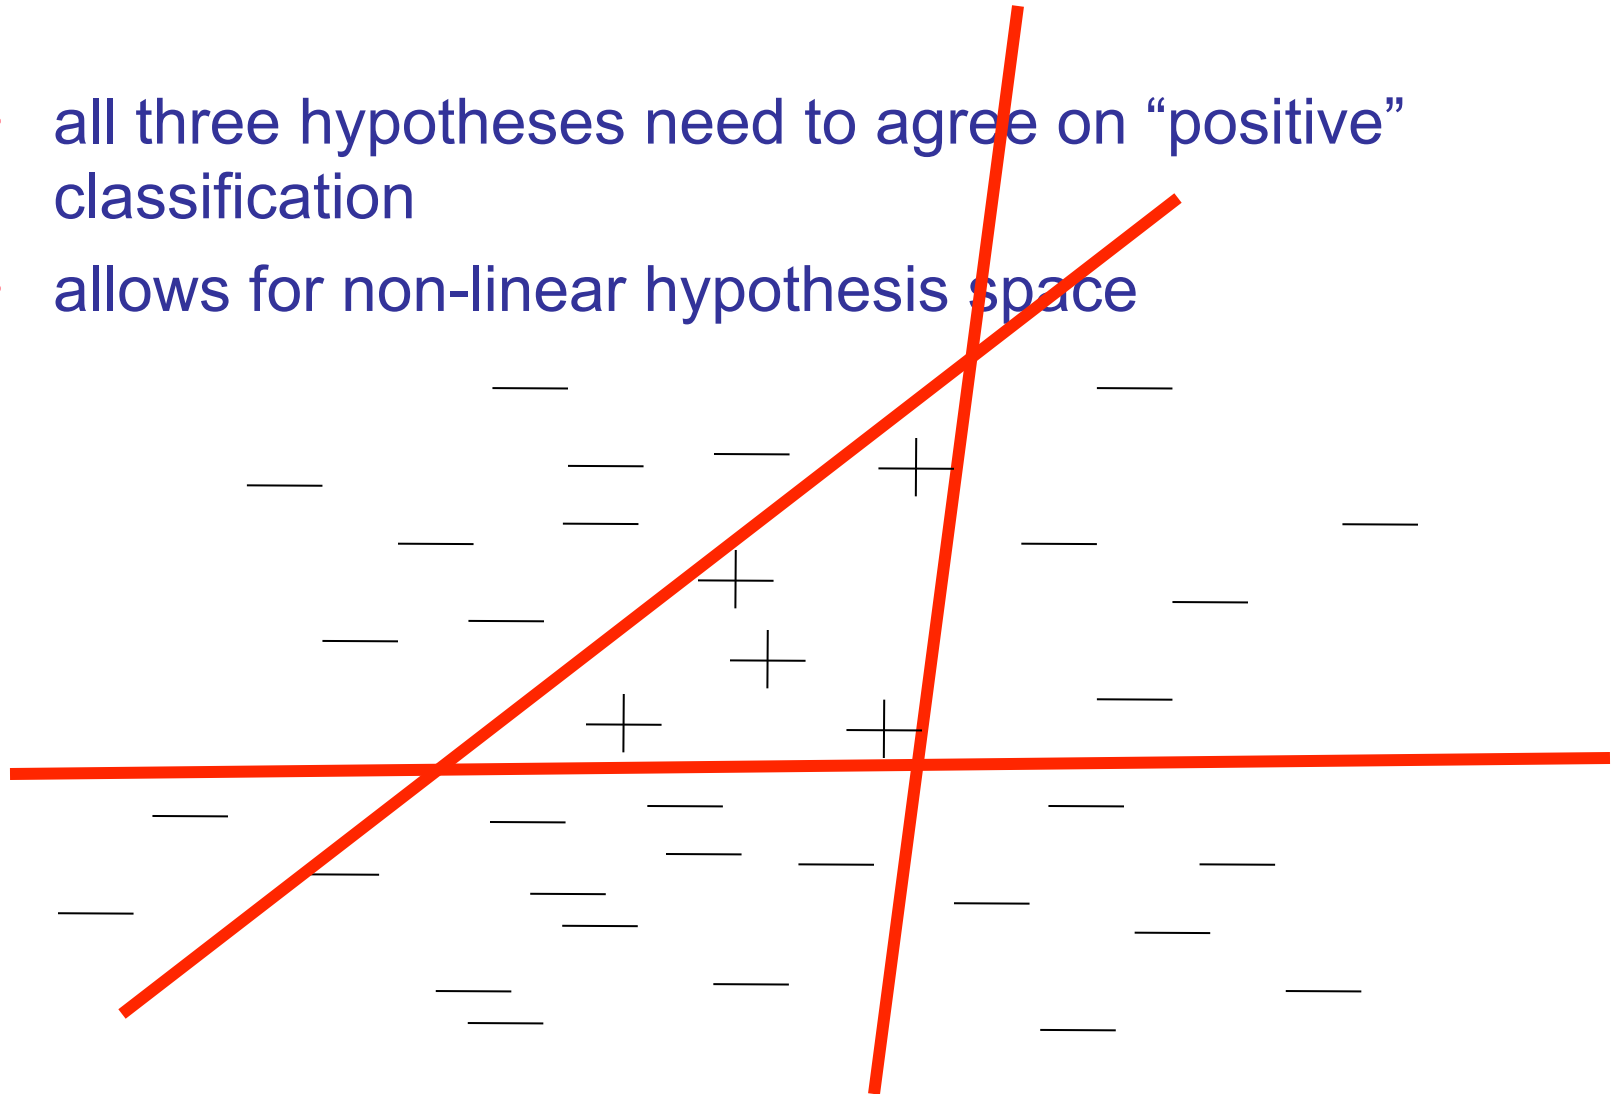 all three hypotheses need to agree on “positive”
classification
allows for non-linear hypothesis space